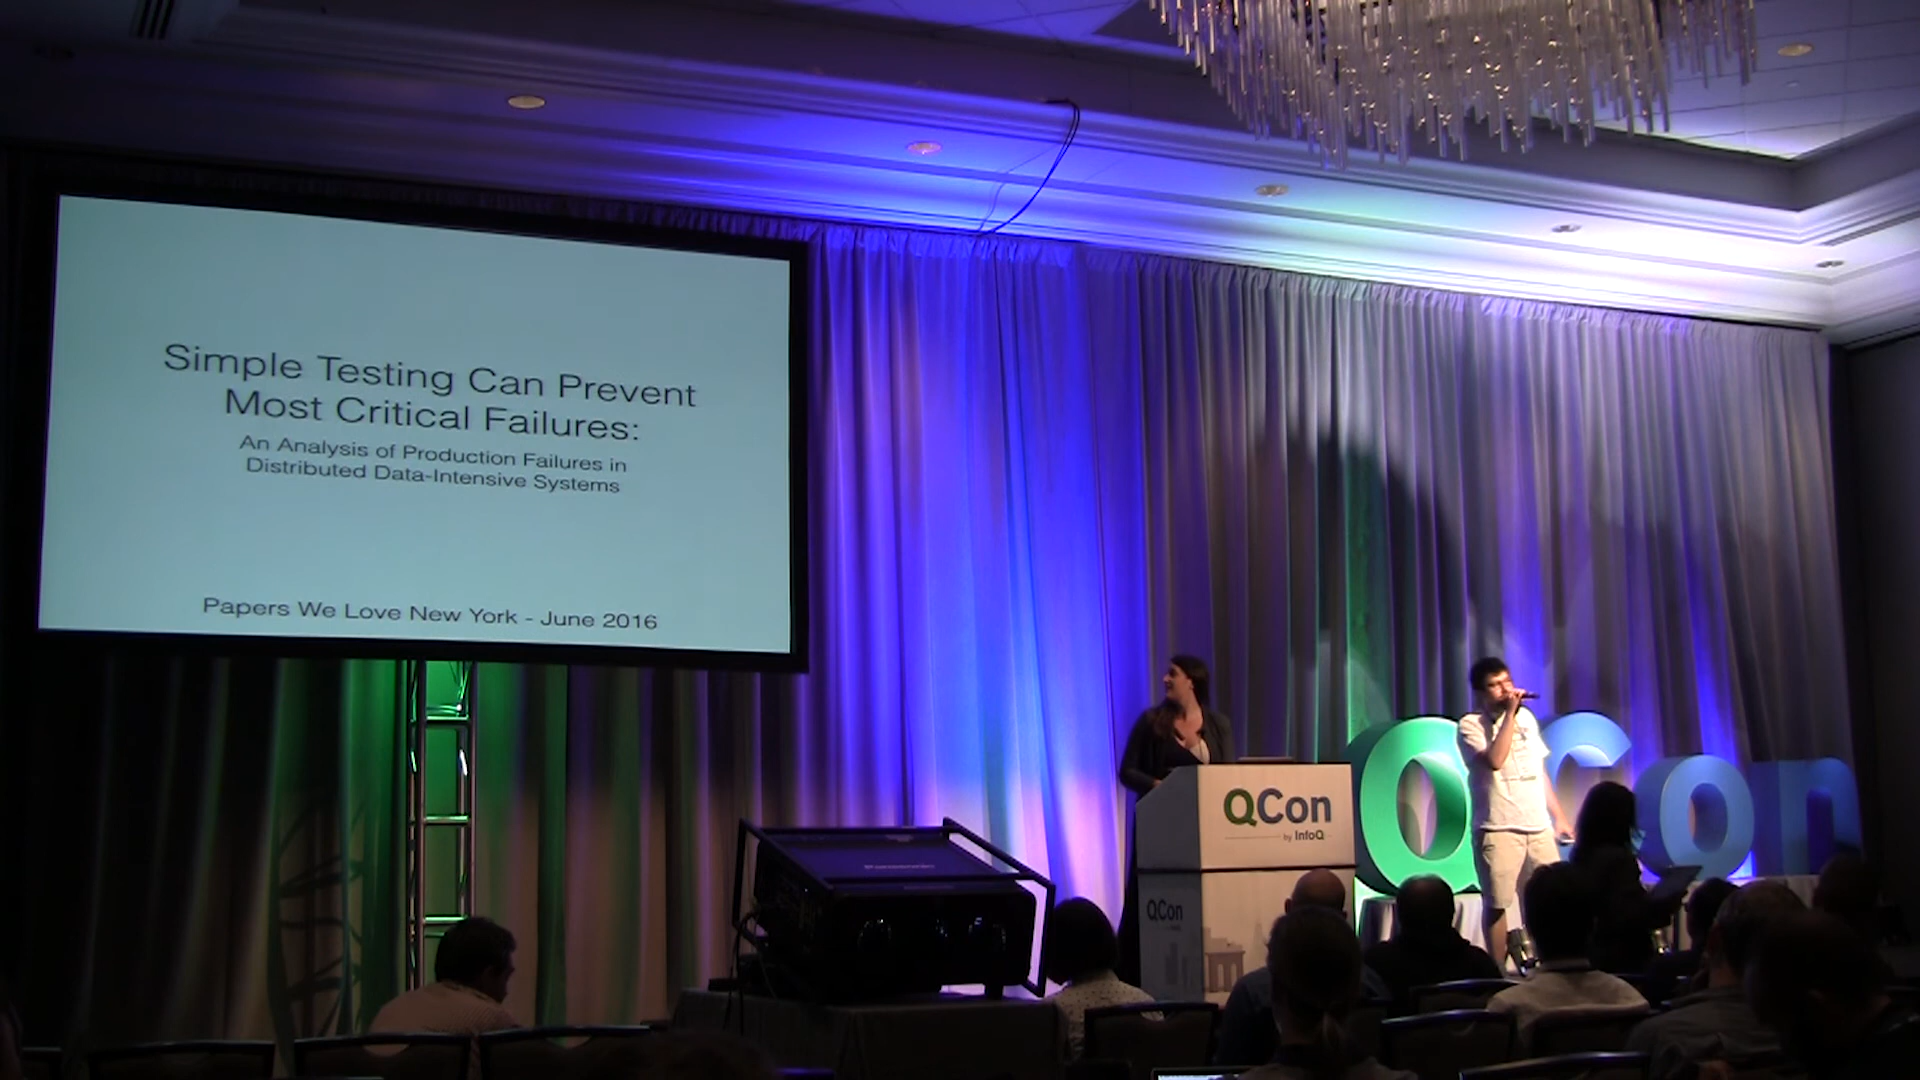 Simple Testing Can Prevent
Most Critical Failures:
An Analysis of Production Failures in
Distributed Data-Intensive Systems
Papers We Love New York - June 2016
QCon
by InfoQ
QCon
QCon